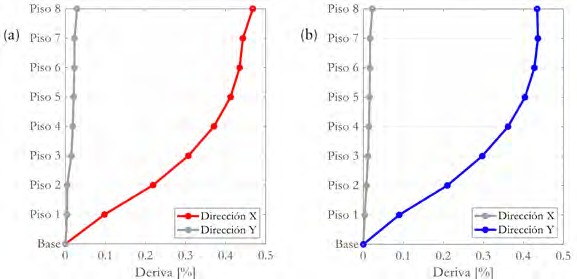 (a)
Piso 8
Piso 7
Piso 6
Piso 5
Piso 4
Piso 3
Piso 2
Piso 1
Base
0 0.1 0.2 0.3 0.4 0.5
Deriva [%]
Dirección X
Dirección Y
(b)
Piso 8
Piso 7
Piso 6
Piso 5
Piso 4
Piso 3
Piso 2
Piso 1
Base
0 0.1 0.2 0.3 0.4 0.5
Deriva [%]
Dirección X
Dirección Y